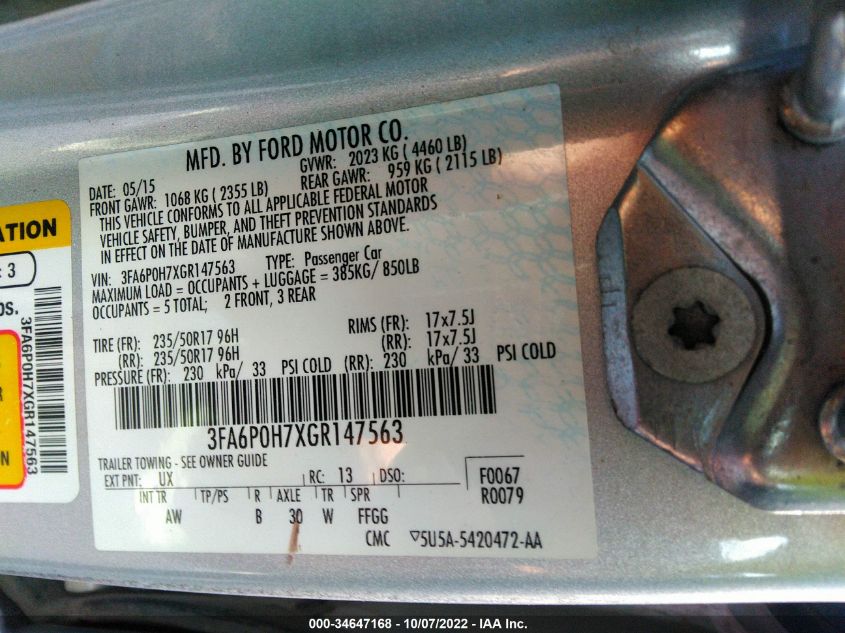 MFD. BY FORD MOTOR CO.
DATE: 05/15 GVWR: 2023 KG ( 4460 LB)
FRONT GAWR: 1068 KG ( 2355 LB) REAR GAWR: 959 KG ( 2115 LB)
THIS VEHICLE CONFORMS TO ALL APPLICABLE FEDERAL MOTOR
VEHICLE SAFETY, BUMPER, AND THEFT PREVENTION STANDARDS
IN EFFECT ON THE DATE OF MANUFACTURE SHOWN ABOVE.
VIN: 3FA6P0H7XGR147563 TYPE: Passenger Car
MAXIMUM LOAD = OCCUPANTS + LUGGAGE = 385KG/ 850LB
OCCUPANTS = 5 TOTAL; 2 FRONT, 3 REAR
TIRE (FR): 235/50R17 96H RIMS (FR): 17x7.5J
(RR): 235/50R17 96H (RR): 17x7.5J
PRESSURE (FR): 230 kPa/ 33 PSI COLD (RR): 230 kPa/ 33 PSI COLD
3FA6P0H7XGR147563
TRAILER TOWING - SEE OWNER GUIDE
EXT PNT: UX RC: 13 DSO: F0067
R0079
INT TR TP/PS R AXLE TR SPR
AW B 30 W FFGG
CMC ▽5U5A-5420472-AA
ATION
: 3
os.
3FA6P0H7XGR147563
R
N
000-34647168 - 10/07/2022 - IAA Inc.